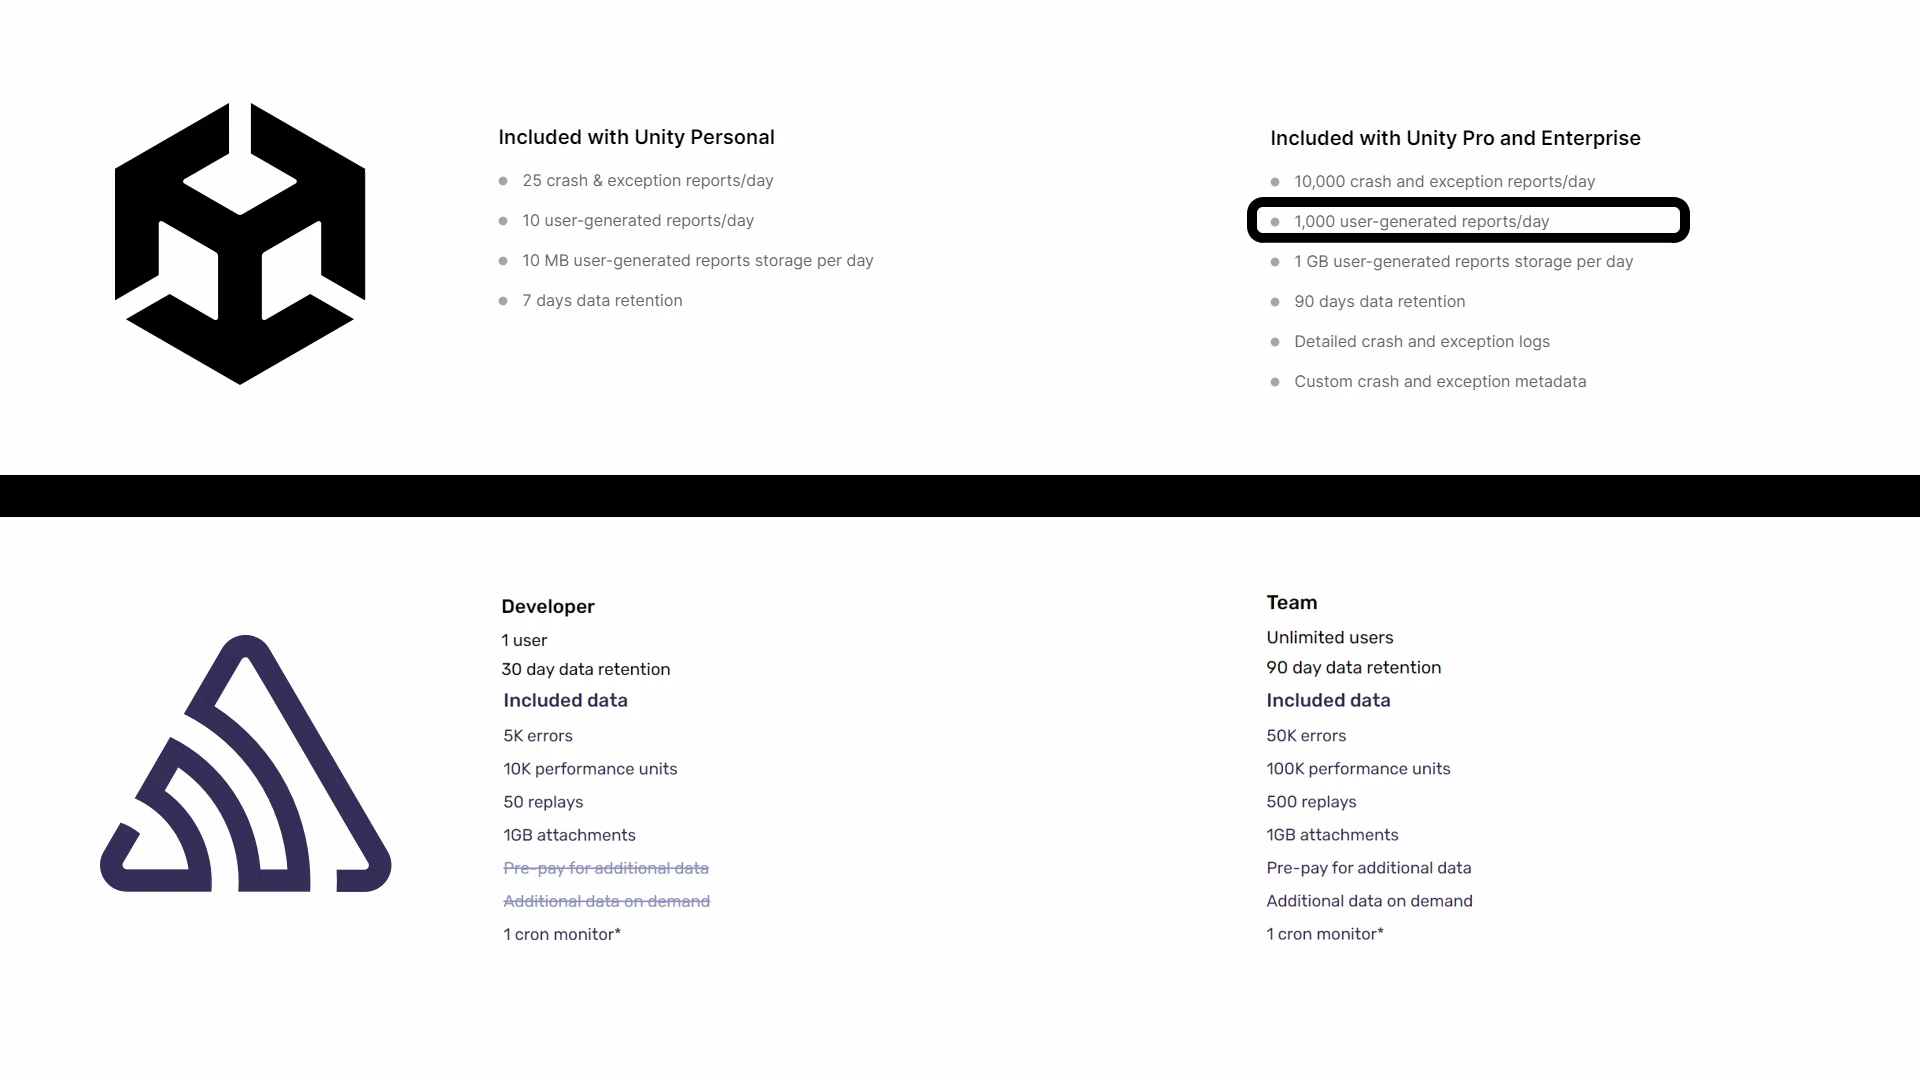 Included with Unity Personal
25 crash & exception reports/day
10 user-generated reports/day
10 MB user-generated reports storage per day
7 days data retention
Included with Unity Pro and Enterprise
10,000 crash and exception reports/day
1,000 user-generated reports/day
1 GB user-generated reports storage per day
90 days data retention
Detailed crash and exception logs
Custom crash and exception metadata
Developer
1 user
30 day data retention
Included data
5K errors
10K performance units
50 replays
1GB attachments
Pre-pay for additional data
Additional data on demand
1 cron monitor*
Team
Unlimited users
90 day data retention
Included data
50K errors
100K performance units
500 replays
1GB attachments
Pre-pay for additional data
Additional data on demand
1 cron monitor*